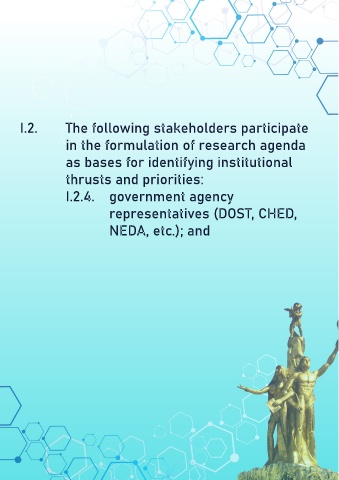 I.2. The following stakeholders participate
in the formulation of research agenda
as bases for identifying institutional
thrusts and priorities:
I.2.4. government agency
representatives (DOST, CHED,
NEDA, etc.); and